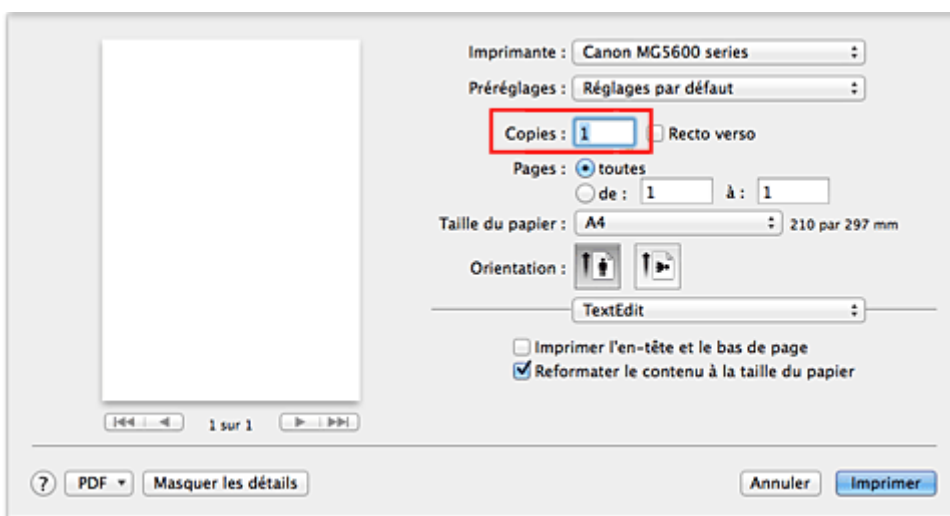 Imprimante : Canon MG5600 series
Préréglages : Réglages par défaut
Copies : 1 Recto verso
Pages : toutes
de : 1 à : 1
Taille du papier : A4 210 par 297 mm
Orientation :
TextEdit
Imprimer l'en-tête et le bas de page
Reformater le contenu à la taille du papier
1 sur 1
? PDF Masquer les détails Annuler Imprimer